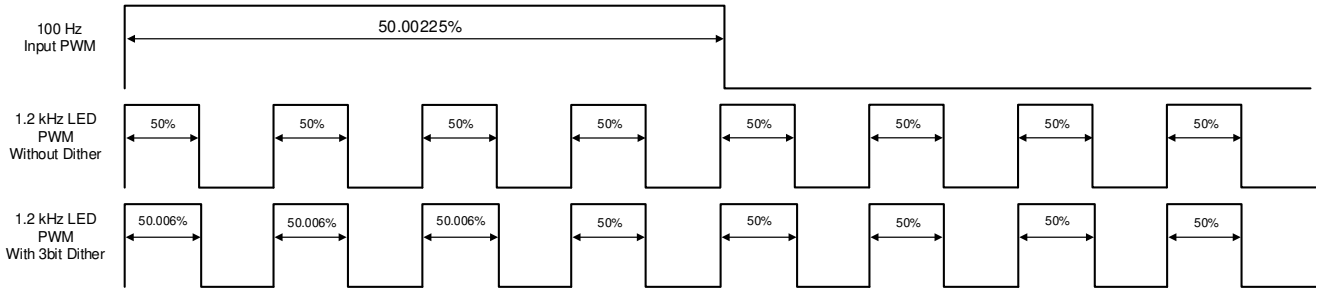 100 Hz
Input PWM
50.00225%
1.2 kHz LED
PWM
Without Dither
50% 50% 50% 50% 50% 50% 50% 50%
1.2 kHz LED
PWM
With 3bit Dither
50.006% 50.006% 50.006% 50% 50% 50% 50% 50%